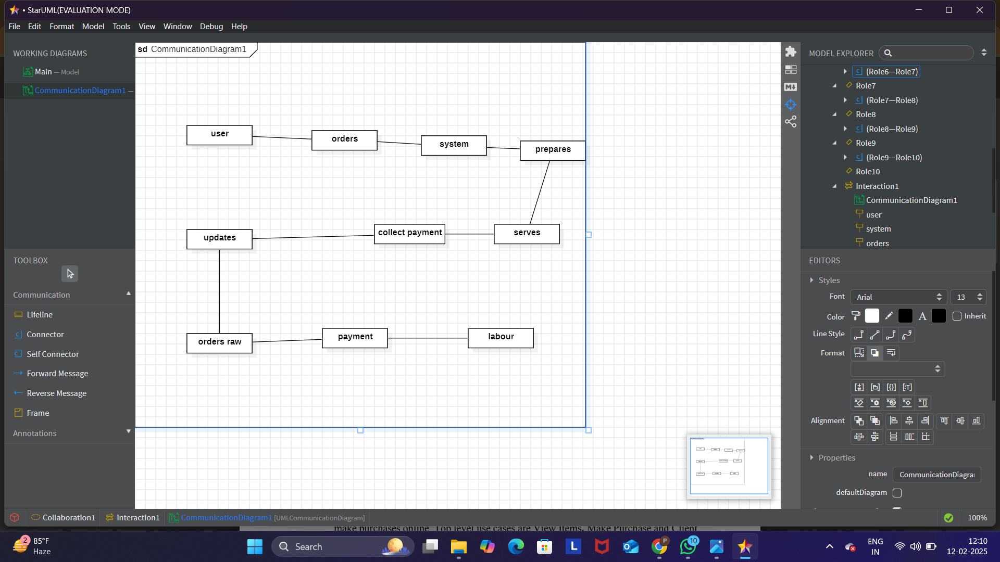 • StarUML(EVALUATION MODE)
File Edit Format Model Tools View Window Debug Help
WORKING DIAGRAMS
Main — Model
CommunicationDiagram1 —
TOOLBOX
Communication
Lifeline
Connector
Self Connector
Forward Message
Reverse Message
Frame
Annotations
sd CommunicationDiagram1
user
orders
system
prepares
updates
collect payment
serves
orders raw
payment
labour
MODEL EXPLORER
(Role6—Role7)
Role7
(Role7—Role8)
Role8
(Role8—Role9)
Role9
(Role9—Role10)
Role10
Interaction1
CommunicationDiagram1
user
system
orders
EDITORS
Styles
Font Arial 13
Color A Inherit
Line Style
Format
Alignment
Properties
name CommunicationDiagra
defaultDiagram
Collaboration1 Interaction1 CommunicationDiagram1 [UMLCommunicationDiagram] 100%
make purchases online. Top level use cases are View Items, Make Purchase and Client
2 85°F
Haze
Search
L
P
10
ENG
IN
12:10
12-02-2025